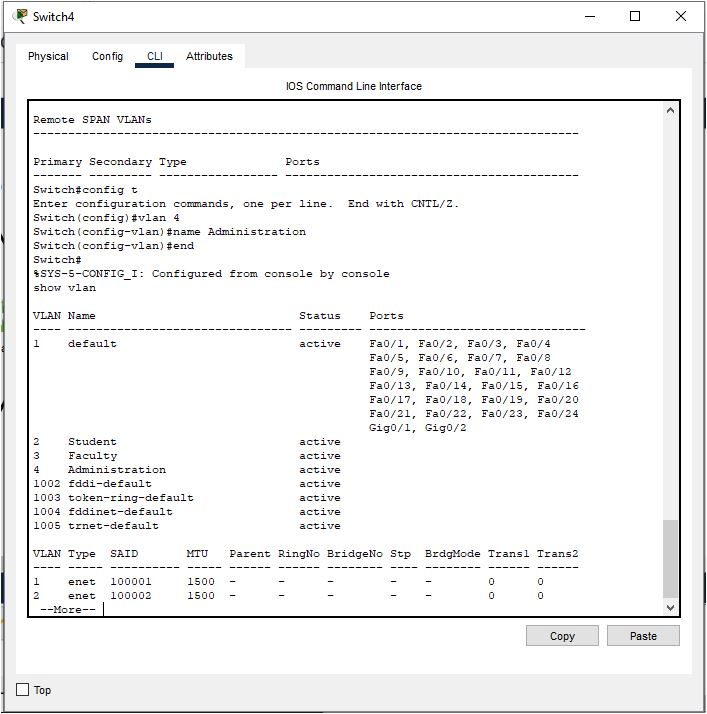 Switch4
Physical Config CLI Attributes
IOS Command Line Interface
Remote SPAN VLANs
------------------------------------------------------------------------------
Primary Secondary Type              Ports
------- --------- ----------------- ------------------------------------------
Switch#config t
Enter configuration commands, one per line.  End with CNTL/Z.
Switch(config)#vlan 4
Switch(config-vlan)#name Administration
Switch(config-vlan)#end
Switch#
%SYS-5-CONFIG_I: Configured from console by console
show vlan
VLAN Name                             Status    Ports
---- -------------------------------- --------- -------------------------------
1    default                          active    Fa0/1, Fa0/2, Fa0/3, Fa0/4
                                                Fa0/5, Fa0/6, Fa0/7, Fa0/8
                                                Fa0/9, Fa0/10, Fa0/11, Fa0/12
                                                Fa0/13, Fa0/14, Fa0/15, Fa0/16
                                                Fa0/17, Fa0/18, Fa0/19, Fa0/20
                                                Fa0/21, Fa0/22, Fa0/23, Fa0/24
                                                Gig0/1, Gig0/2
2    Student                          active
3    Faculty                          active
4    Administration                   active
1002 fddi-default                     active
1003 token-ring-default               active
1004 fddinet-default                  active
1005 trnet-default                    active
VLAN Type  SAID       MTU   Parent RingNo BridgeNo Stp  BrdgMode Trans1 Trans2
---- ----- ---------- ----- ------ ------ -------- ---- -------- ------ ------
1    enet  100001     1500  -      -      -        -    -        0      0
2    enet  100002     1500  -      -      -        -    -        0      0
 --More--
Copy Paste
Top